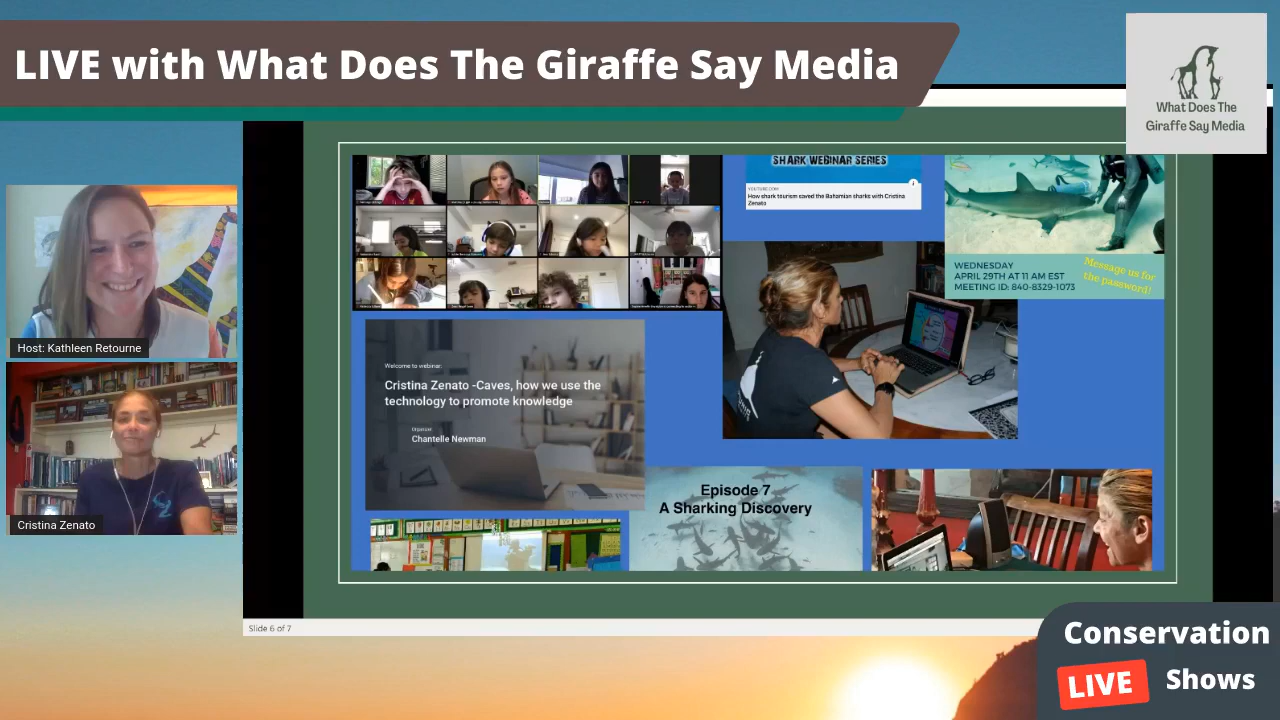 LIVE with What Does The Giraffe Say Media
What Does The
Giraffe Say Media
Host: Kathleen Retourne
Cristina Zenato
SHARK WEBINAR SERIES
YOUTUBE.COM
How shark tourism saved the Bahamian sharks with Cristina
Zenato
WEDNESDAY
APRIL 29TH AT 11 AM EST
MEETING ID: 840-8329-1073
Message us for
the password!
Welcome to webinar:
Cristina Zenato -Caves, how we use the
technology to promote knowledge
Organizer:
Chantelle Newman
Episode 7
A Sharking Discovery
Slide 6 of 7
Conservation
LIVE Shows